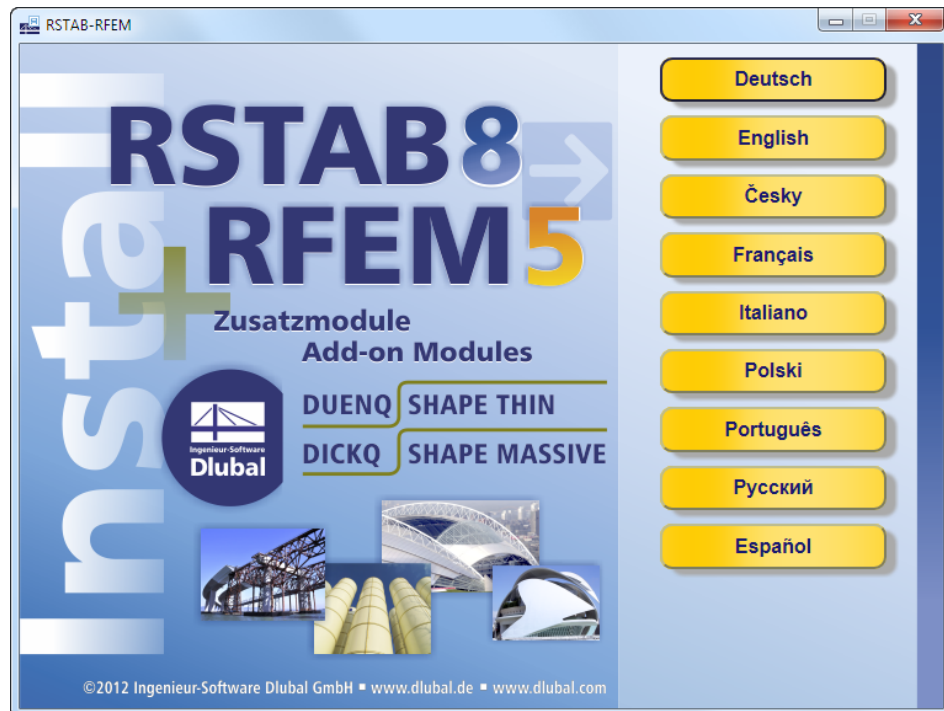 RSTAB-RFEM
Install
RSTAB 8
+
RFEM 5
Zusatzmodule
Add-on Modules
Ingenieur-Software
Dlubal
DUENQ SHAPE THIN
DICKQ SHAPE MASSIVE
©2012 Ingenieur-Software Dlubal GmbH ▪ www.dlubal.de ▪ www.dlubal.com
Deutsch
English
Česky
Français
Italiano
Polski
Português
Русский
Español